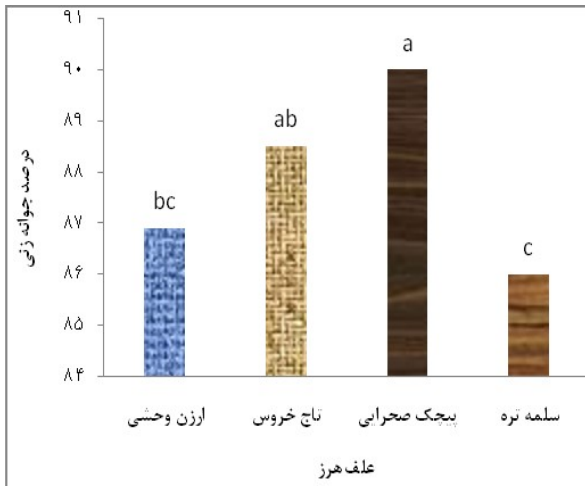 ۹۱
۹۰
۸۹
۸۸
۸۷
۸۶
۸۵
۸۴
درصد جوانه زنی
bc
ab
a
c
ارزن وحشی
تاج خروس
پیچک صحرایی
سلمه تره
علف هرز